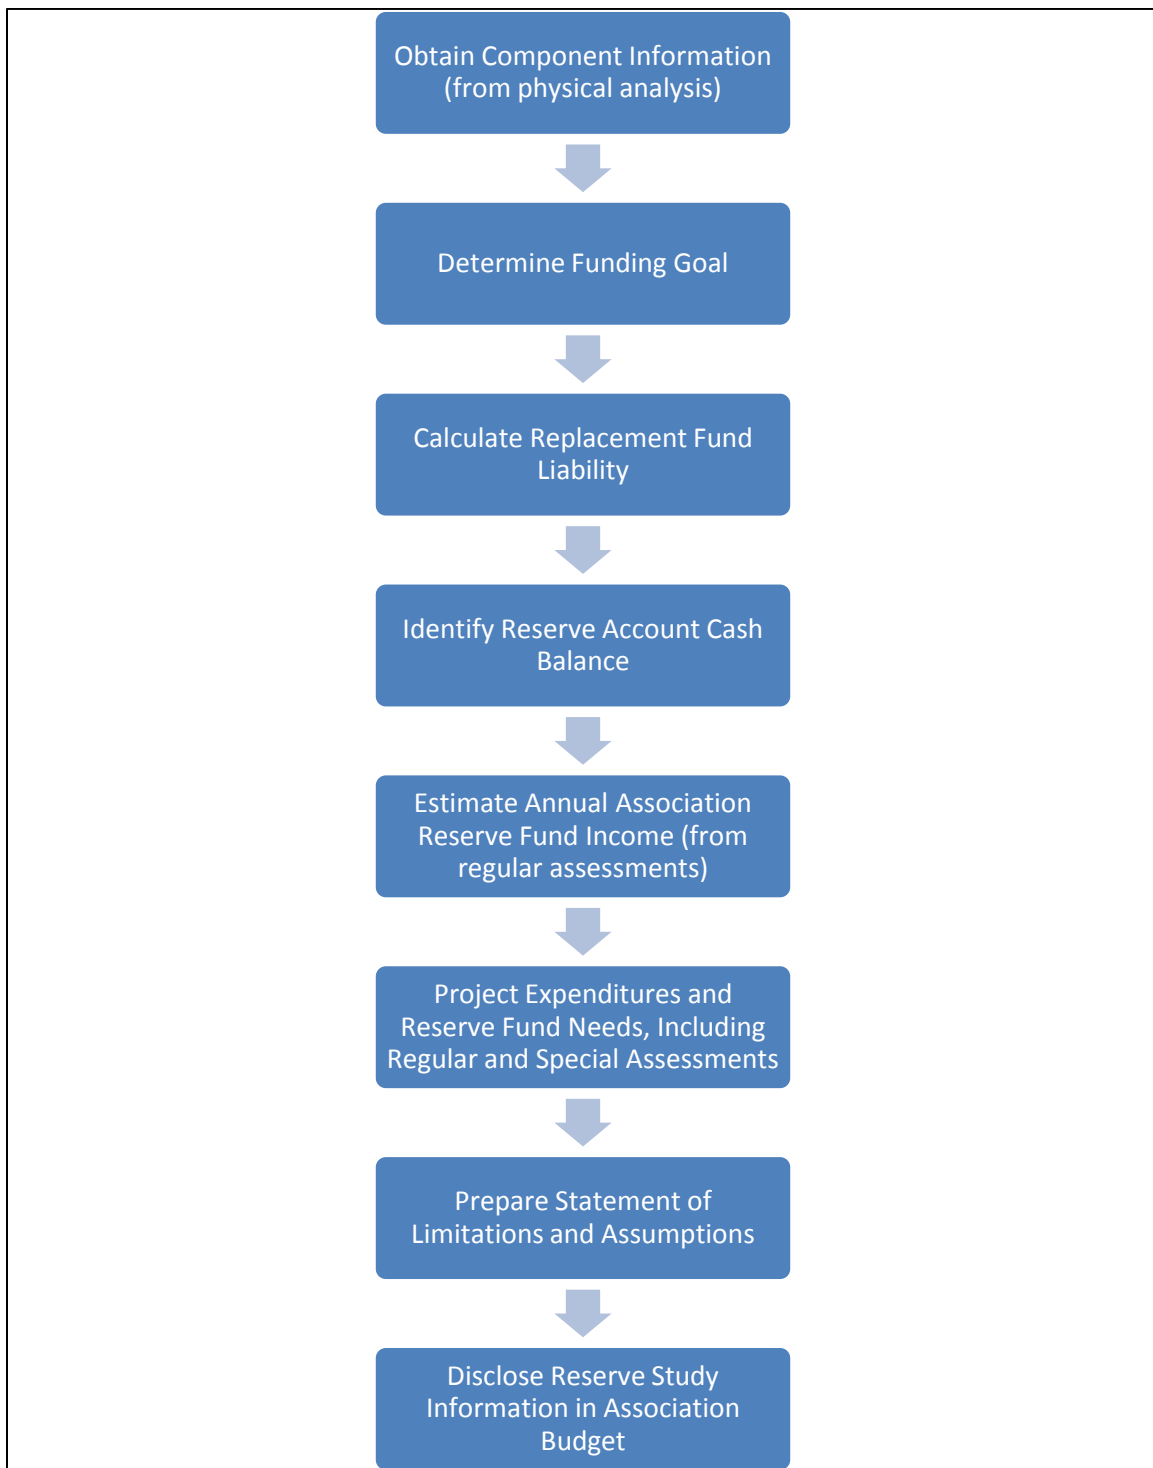 Obtain Component Information
(from physical analysis)
Determine Funding Goal
Calculate Replacement Fund
Liability
Identify Reserve Account Cash
Balance
Estimate Annual Association
Reserve Fund Income (from
regular assessments)
Project Expenditures and
Reserve Fund Needs, Including
Regular and Special Assessments
Prepare Statement of
Limitations and Assumptions
Disclose Reserve Study
Information in Association
Budget